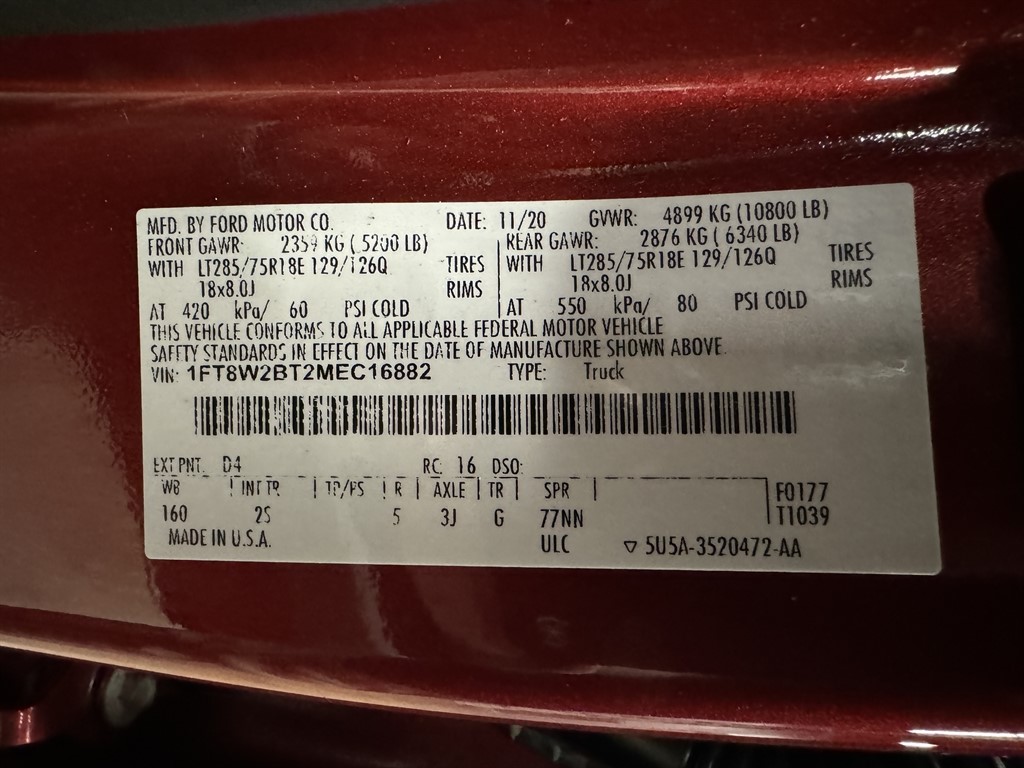 MFD. BY FORD MOTOR CO. DATE: 11/20 GVWR: 4899 KG (10800 LB)
FRONT GAWR: 2359 KG ( 5200 LB) REAR GAWR: 2876 KG ( 6340 LB)
WITH LT285/75R18E 129/126Q TIRES WITH LT285/75R18E 129/126Q TIRES
18x8.0J RIMS 18x8.0J RIMS
AT 420 kPa/ 60 PSI COLD AT 550 kPa/ 80 PSI COLD
THIS VEHICLE CONFORMS TO ALL APPLICABLE FEDERAL MOTOR VEHICLE
SAFETY STANDARDS IN EFFECT ON THE DATE OF MANUFACTURE SHOWN ABOVE.
VIN: 1FT8W2BT2MEC16882 TYPE: Truck
EXT PNT: D4 RC: 16 DSO:
WB | INT TR | TP/PS | R | AXLE | TR | SPR | F0177
160 2S 5 3J G 77NN T1039
MADE IN U.S.A. ULC ▽ 5U5A-3520472-AA